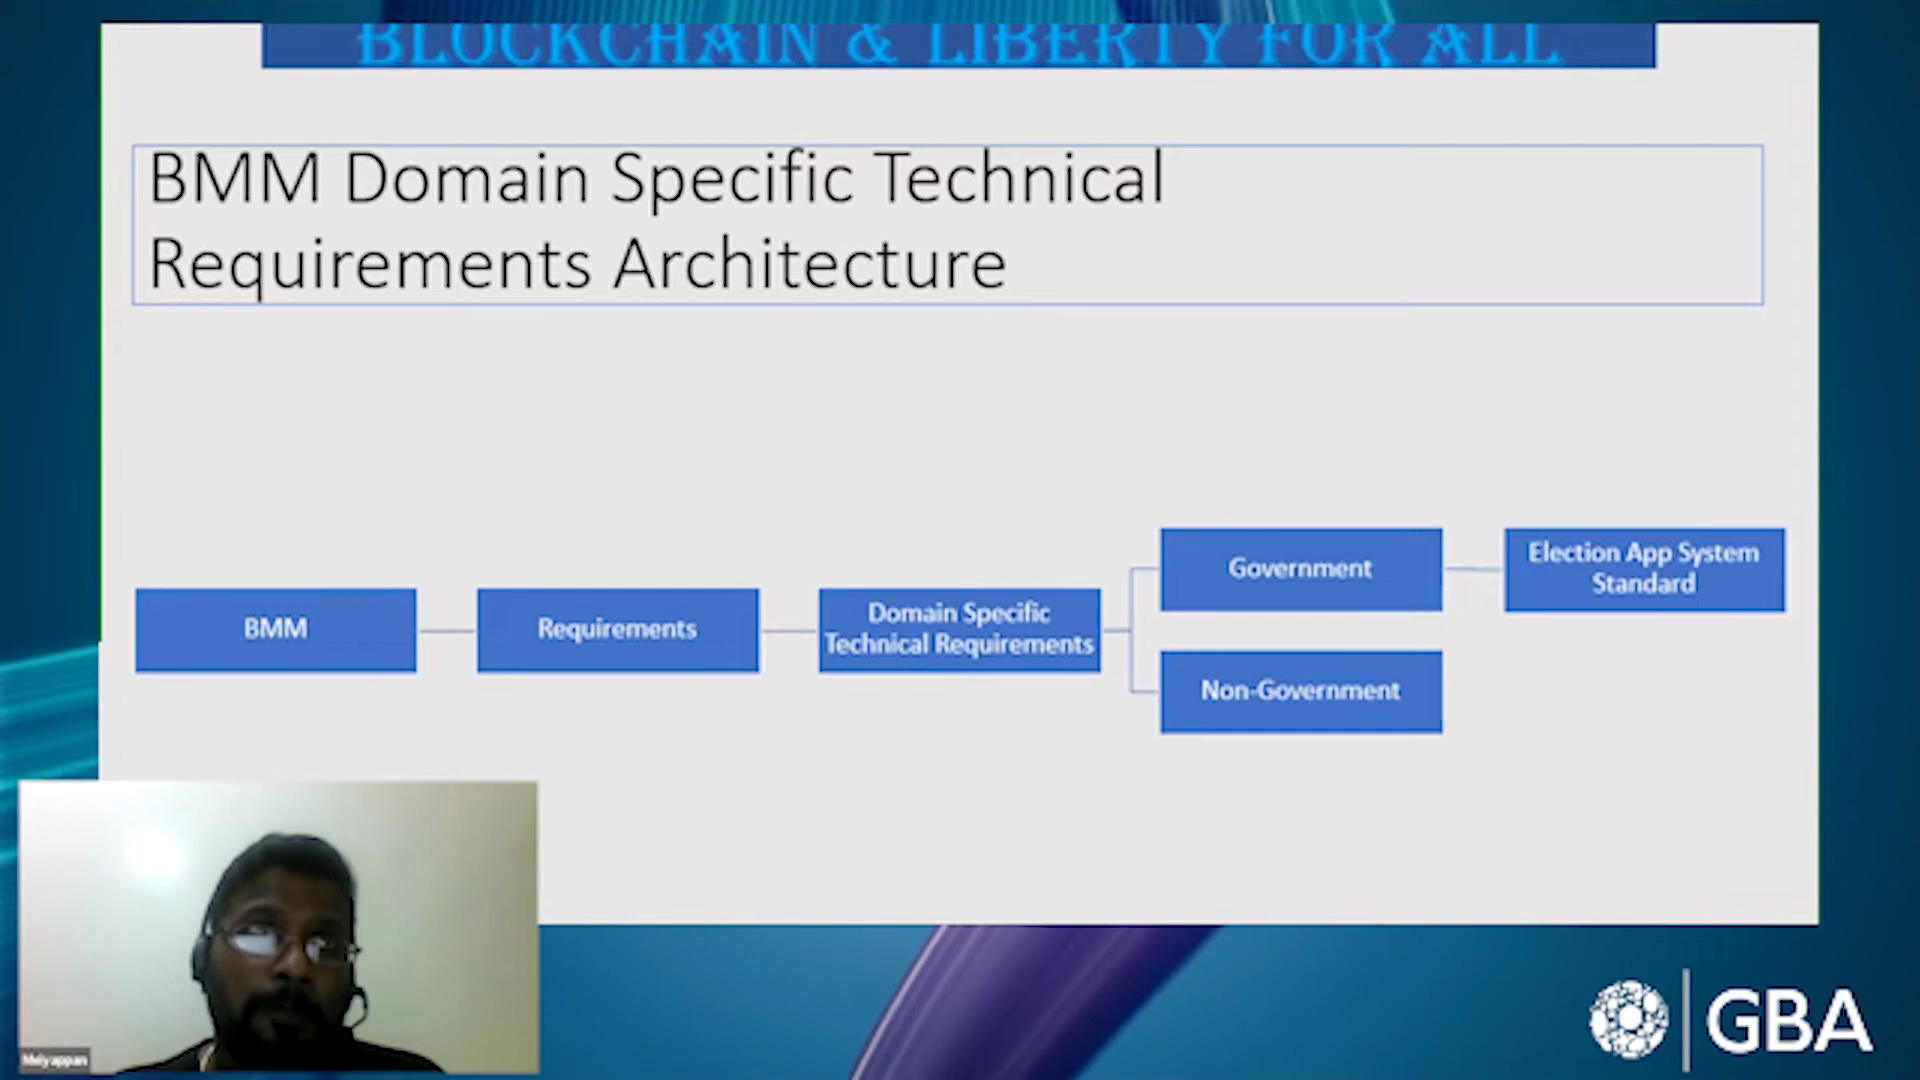 BLOCKCHAIN & LIBERTY FOR ALL
BMM Domain Specific Technical
Requirements Architecture
BMM
Requirements
Domain Specific
Technical Requirements
Government
Non-Government
Election App System
Standard
Meiyappan
GBA